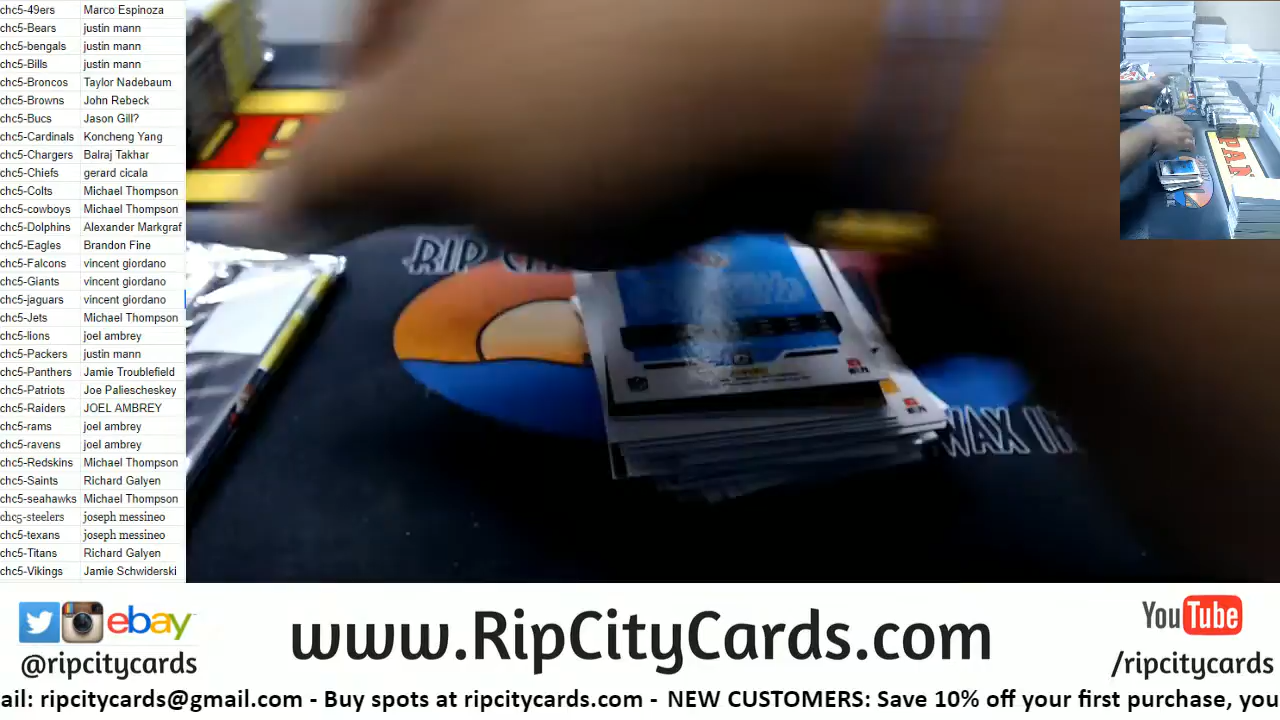 chc5-49ers Marco Espinoza
chc5-Bears justin mann
chc5-bengals justin mann
chc5-Bills justin mann
chc5-Broncos Taylor Nadebaum
chc5-Browns John Rebeck
chc5-Bucs Jason Gill?
chc5-Cardinals Koncheng Yang
chc5-Chargers Balraj Takhar
chc5-Chiefs gerard cicala
chc5-Colts Michael Thompson
chc5-cowboys Michael Thompson
chc5-Dolphins Alexander Markgraf
chc5-Eagles Brandon Fine
chc5-Falcons vincent giordano
chc5-Giants vincent giordano
chc5-jaguars vincent giordano
chc5-Jets Michael Thompson
chc5-lions joel ambrey
chc5-Packers justin mann
chc5-Panthers Jamie Troublefield
chc5-Patriots Joe Paliescheskey
chc5-Raiders JOEL AMBREY
chc5-rams joel ambrey
chc5-ravens joel ambrey
chc5-Redskins Michael Thompson
chc5-Saints Richard Galyen
chc5-seahawks Michael Thompson
chc5-steelers joseph messineo
chc5-texans joseph messineo
chc5-Titans Richard Galyen
chc5-Vikings Jamie Schwiderski
RIP
WAX
PAN
ebay
@ripcitycards
www.RipCityCards.com
YouTube
/ripcitycards
ail: ripcitycards@gmail.com - Buy spots at ripcitycards.com - NEW CUSTOMERS: Save 10% off your first purchase, you